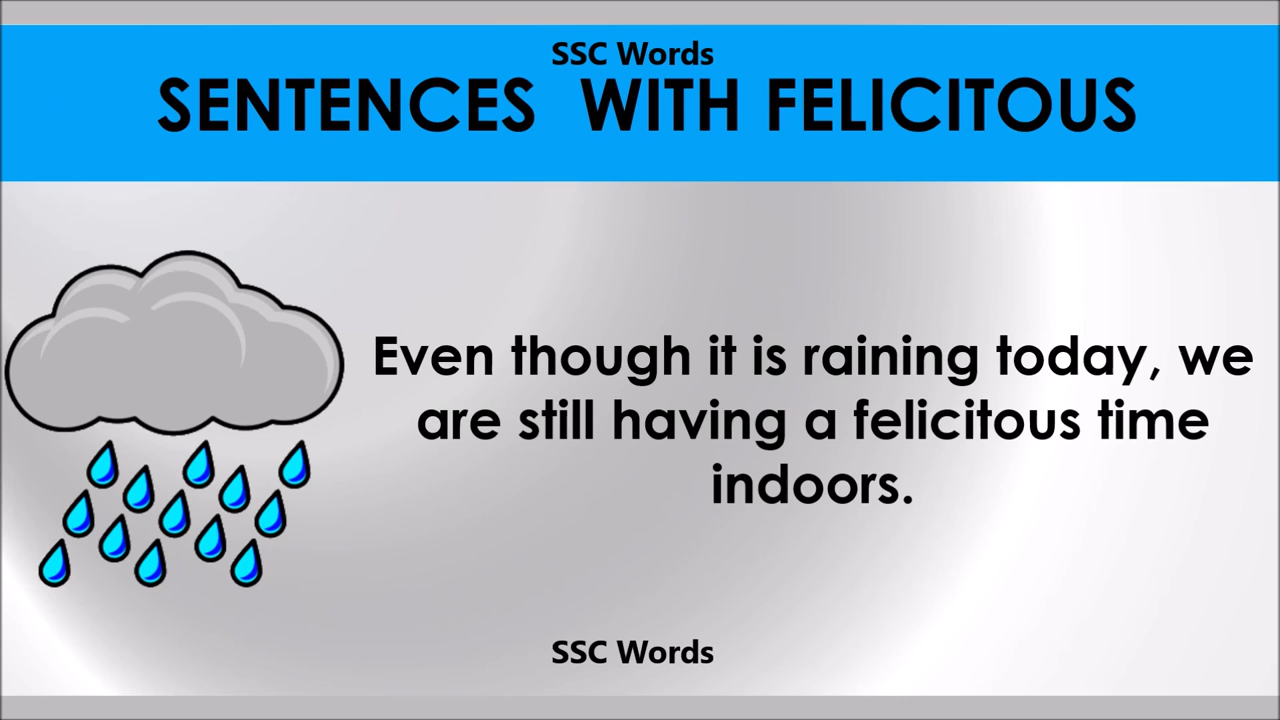 SSC Words
SENTENCES WITH FELICITOUS
Even though it is raining today, we
are still having a felicitous time
indoors.
SSC Words